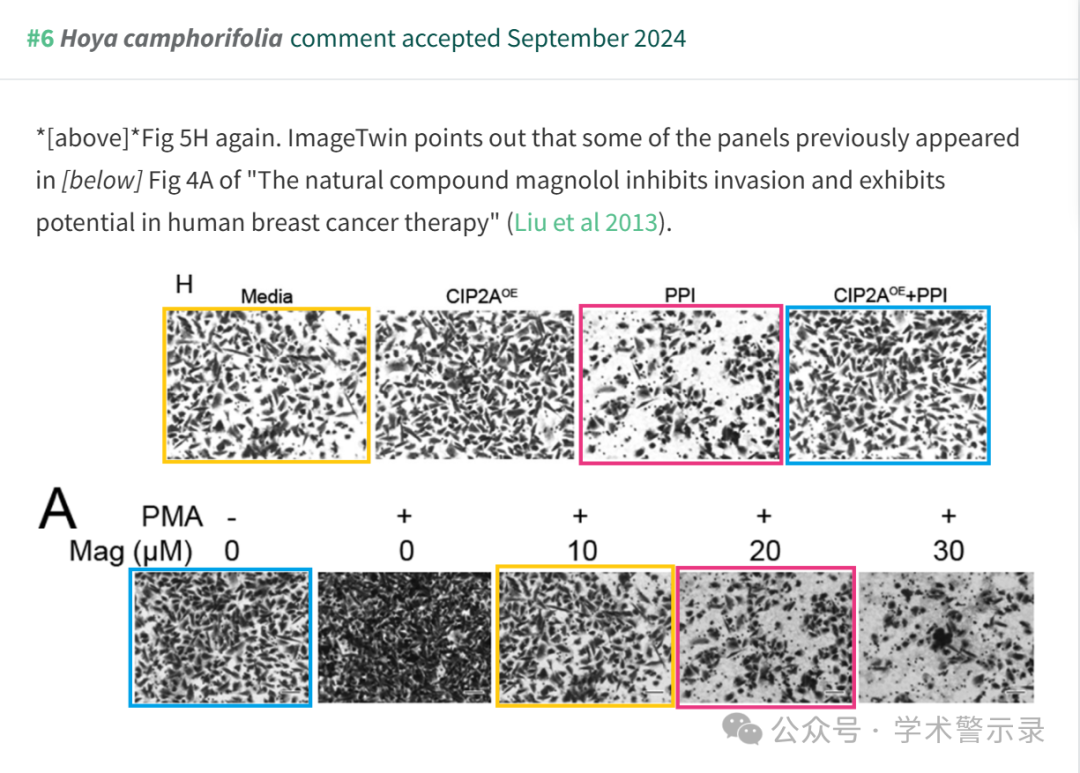 #6 Hoya camphorifolia comment accepted September 2024
*[above]*Fig 5H again. ImageTwin points out that some of the panels previously appeared
in [below] Fig 4A of "The natural compound magnolol inhibits invasion and exhibits
potential in human breast cancer therapy" (Liu et al 2013).
H
Media CIP2Aᴼᴱ PPI CIP2Aᴼᴱ+PPI
A
PMA - + + + +
Mag (μM) 0 0 10 20 30
公众号 · 学术警示录